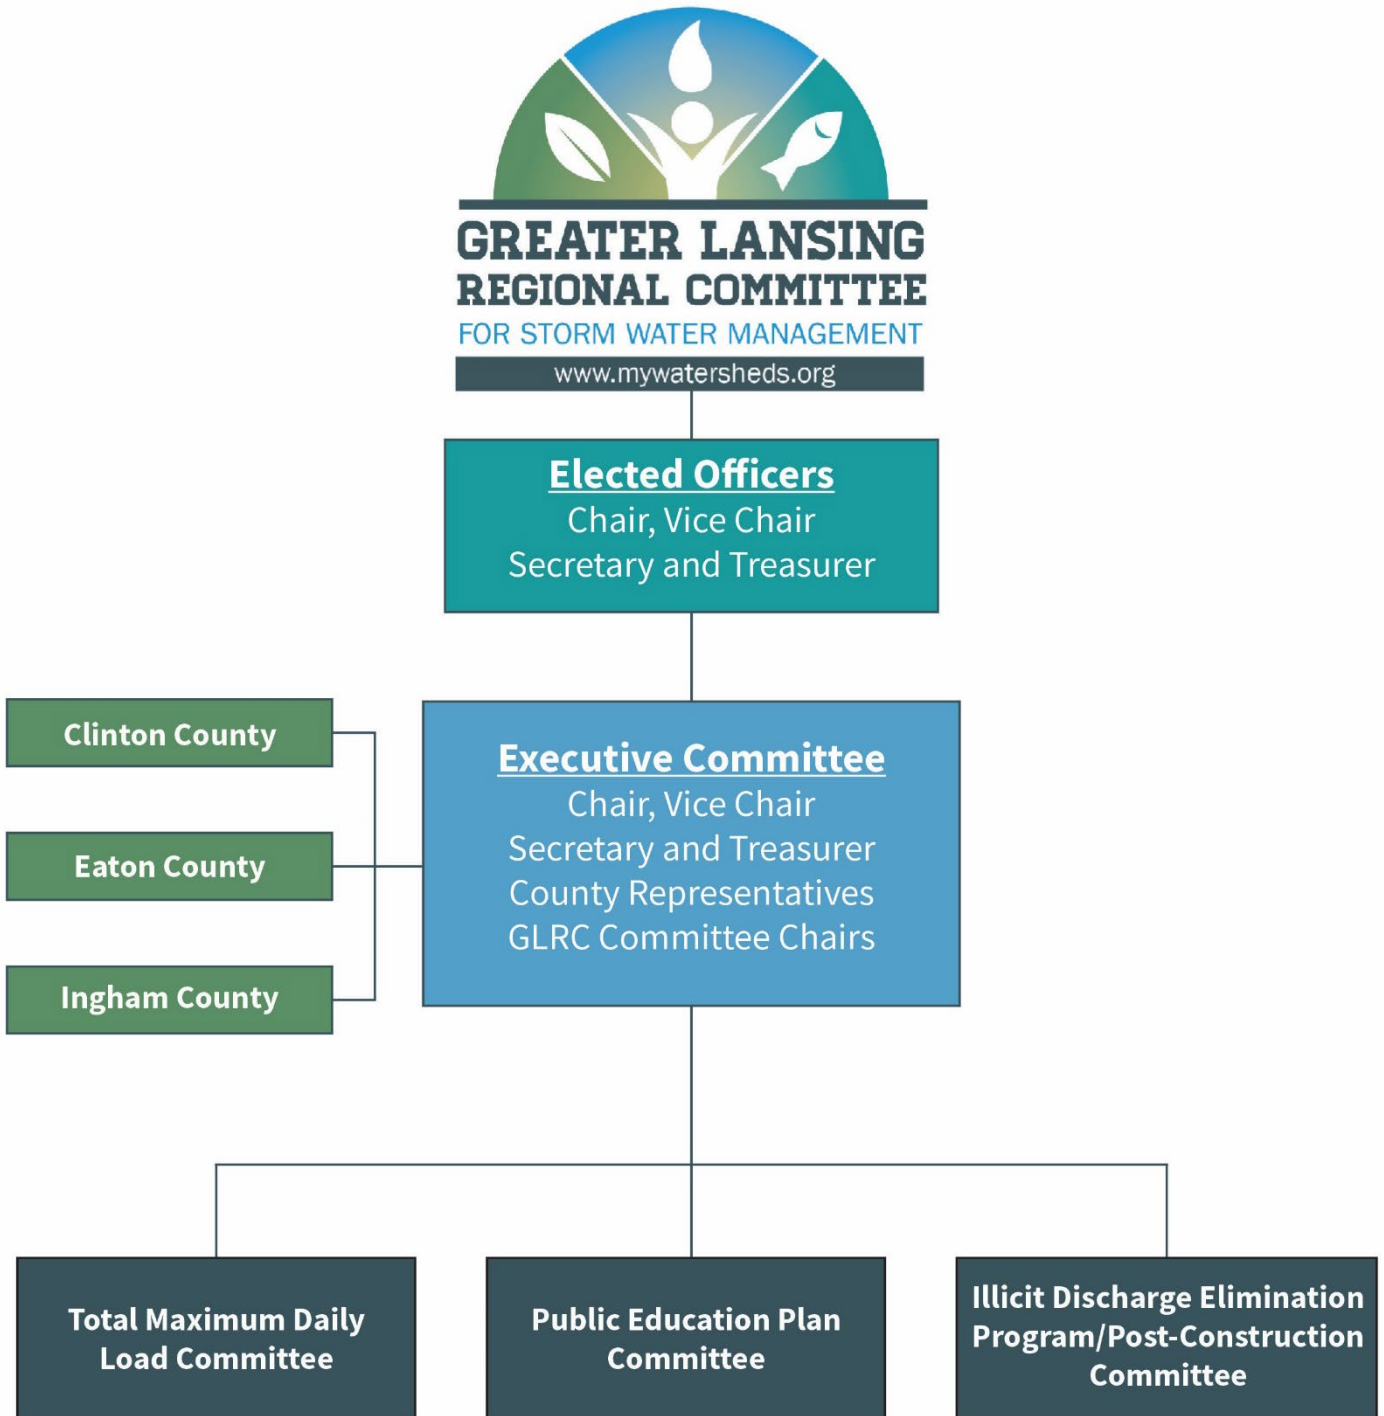 GREATER LANSING
REGIONAL COMMITTEE
FOR STORM WATER MANAGEMENT
www.mywatersheds.org
Elected Officers
Chair, Vice Chair
Secretary and Treasurer
Clinton County
Eaton County
Ingham County
Executive Committee
Chair, Vice Chair
Secretary and Treasurer
County Representatives
GLRC Committee Chairs
Total Maximum Daily
Load Committee
Public Education Plan
Committee
Illicit Discharge Elimination
Program/Post-Construction
Committee